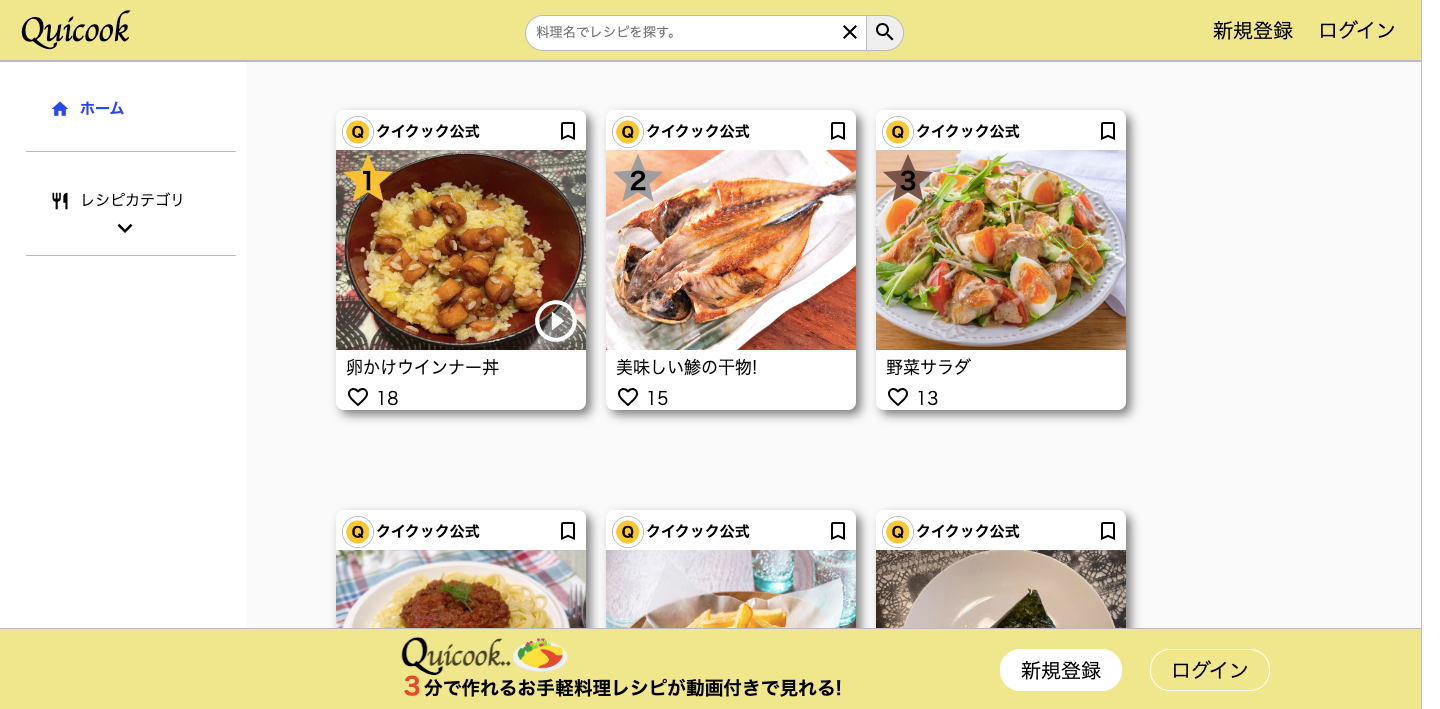 Quicook
料理名でレシピを探す。
新規登録 ログイン
ホーム
レシピカテゴリ
Q クイクック公式
1
卵かけウインナー丼
18
Q クイクック公式
2
美味しい鯵の干物!
15
Q クイクック公式
3
野菜サラダ
13
Q クイクック公式
Q クイクック公式
Q クイクック公式
Quicook..
3分で作れるお手軽料理レシピが動画付きで見れる!
新規登録 ログイン